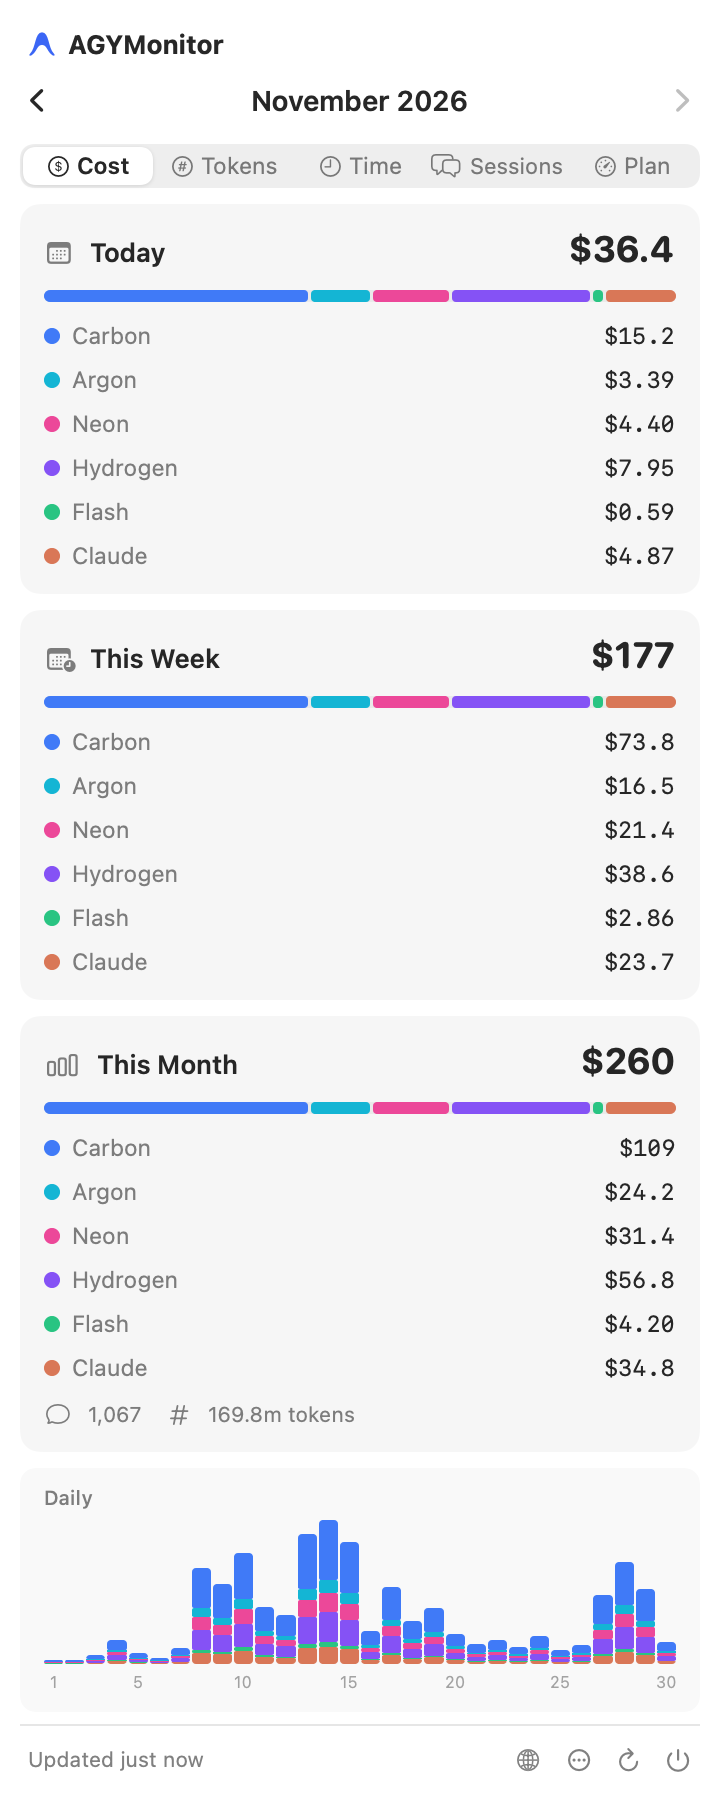 AGYMonitor
November 2026
$ Cost # Tokens Time Sessions Plan
Today $36.4
Carbon $15.2
Argon $3.39
Neon $4.40
Hydrogen $7.95
Flash $0.59
Claude $4.87
This Week $177
Carbon $73.8
Argon $16.5
Neon $21.4
Hydrogen $38.6
Flash $2.86
Claude $23.7
This Month $260
Carbon $109
Argon $24.2
Neon $31.4
Hydrogen $56.8
Flash $4.20
Claude $34.8
1,067 # 169.8m tokens
Daily
1 5 10 15 20 25 30
Updated just now